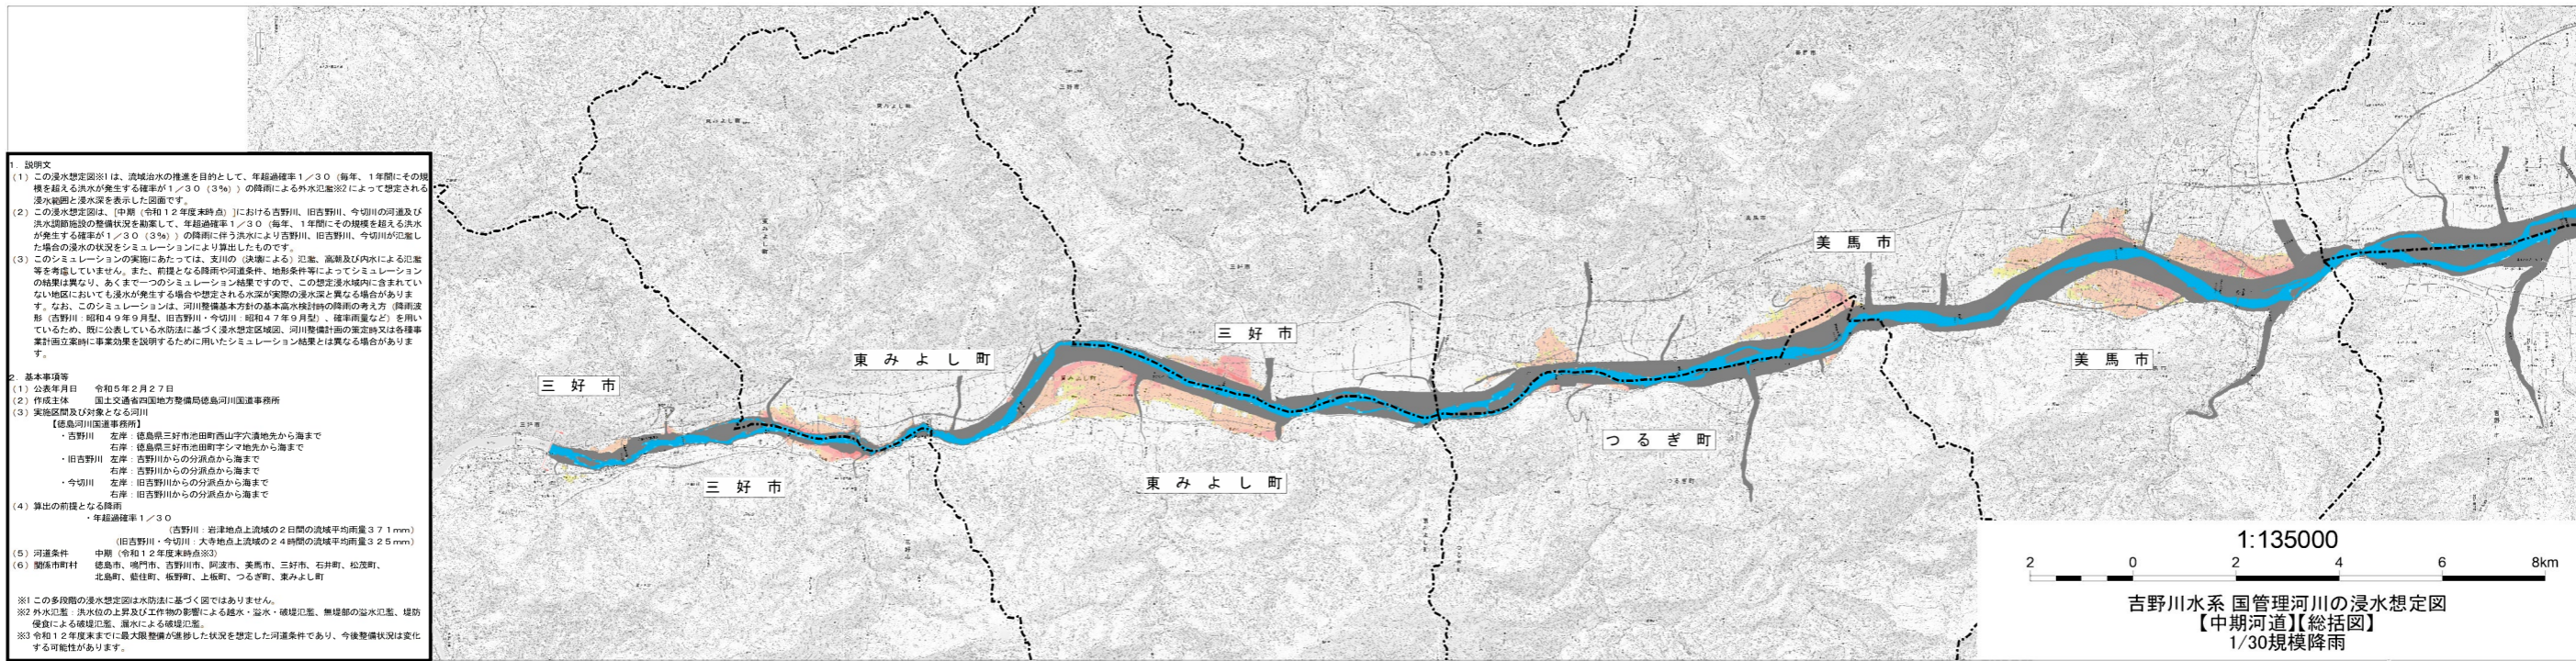 1. 説明文
(1) この浸水想定図※1は、流域治水の推進を目的として、年超過確率1/30(毎年、1年間にその規
模を超える洪水が発生する確率が1/30(3%))の降雨による外水氾濫※2によって想定される
浸水範囲と浸水深を表示した図面です。
(2) この浸水想定図は、[中期(令和12年度末時点)]における吉野川、旧吉野川、今切川の河道及び
洪水調節施設の整備状況を勘案して、年超過確率1/30(毎年、1年間にその規模を超える洪水
が発生する確率が1/30(3%))の降雨に伴う洪水により吉野川、旧吉野川、今切川が氾濫し
た場合の浸水の状況をシミュレーションにより算出したものです。
(3) このシミュレーションの実施にあたっては、支川の(決壊による)氾濫、高潮及び内水による氾濫
等を考慮していません。また、前提となる降雨や河道条件、地形条件等によってシミュレーション
の結果は異なり、あくまで一つのシミュレーション結果ですので、この想定浸水域内に含まれてい
ない地区においても浸水が発生する場合や想定される水深が実際の浸水深と異なる場合がありま
す。なお、このシミュレーションは、河川整備基本方針の基本高水検討時の降雨の考え方(降雨波
形(吉野川:昭和49年9月型、旧吉野川・今切川:昭和47年9月型)、確率雨量など)を用い
ているため、既に公表している水防法に基づく浸水想定区域図、河川整備計画の策定時又は各種事
業計画立案時に事業効果を説明するために用いたシミュレーション結果とは異なる場合がありま
す。
2. 基本事項等
(1) 公表年月日 令和5年2月27日
(2) 作成主体 国土交通省四国地方整備局徳島河川国道事務所
(3) 実施区間及び対象となる河川
【徳島河川国道事務所】
・吉野川 左岸:徳島県三好市池田町西山字穴漬地先から海まで
右岸:徳島県三好市池田町字シマ地先から海まで
・旧吉野川 左岸:吉野川からの分派点から海まで
右岸:吉野川からの分派点から海まで
・今切川 左岸:旧吉野川からの分派点から海まで
右岸:旧吉野川からの分派点から海まで
(4) 算出の前提となる降雨
・年超過確率1/30
(吉野川:岩津地点上流域の2日間の流域平均雨量371mm)
(旧吉野川・今切川:大寺地点上流域の24時間の流域平均雨量325mm)
(5) 河道条件 中期(令和12年度末時点※3)
(6) 関係市町村 徳島市、鳴門市、吉野川市、阿波市、美馬市、三好市、石井町、松茂町、
北島町、藍住町、板野町、上板町、つるぎ町、東みよし町
※1 この多段階の浸水想定図は水防法に基づく図ではありません。
※2 外水氾濫:洪水位の上昇及び工作物の影響による越水・溢水・破堤氾濫、無堤部の溢水氾濫、堤防
侵食による破堤氾濫、漏水による破堤氾濫。
※3 令和12年度末までに最大限整備が進捗した状況を想定した河道条件であり、今後整備状況は変化
する可能性があります。
三好市
東みよし町
三好市
美馬市
三好市
東みよし町
つるぎ町
美馬市
1:135000
2 0 2 4 6 8km
吉野川水系 国管理河川の浸水想定図
【中期河道】【総括図】
1/30規模降雨